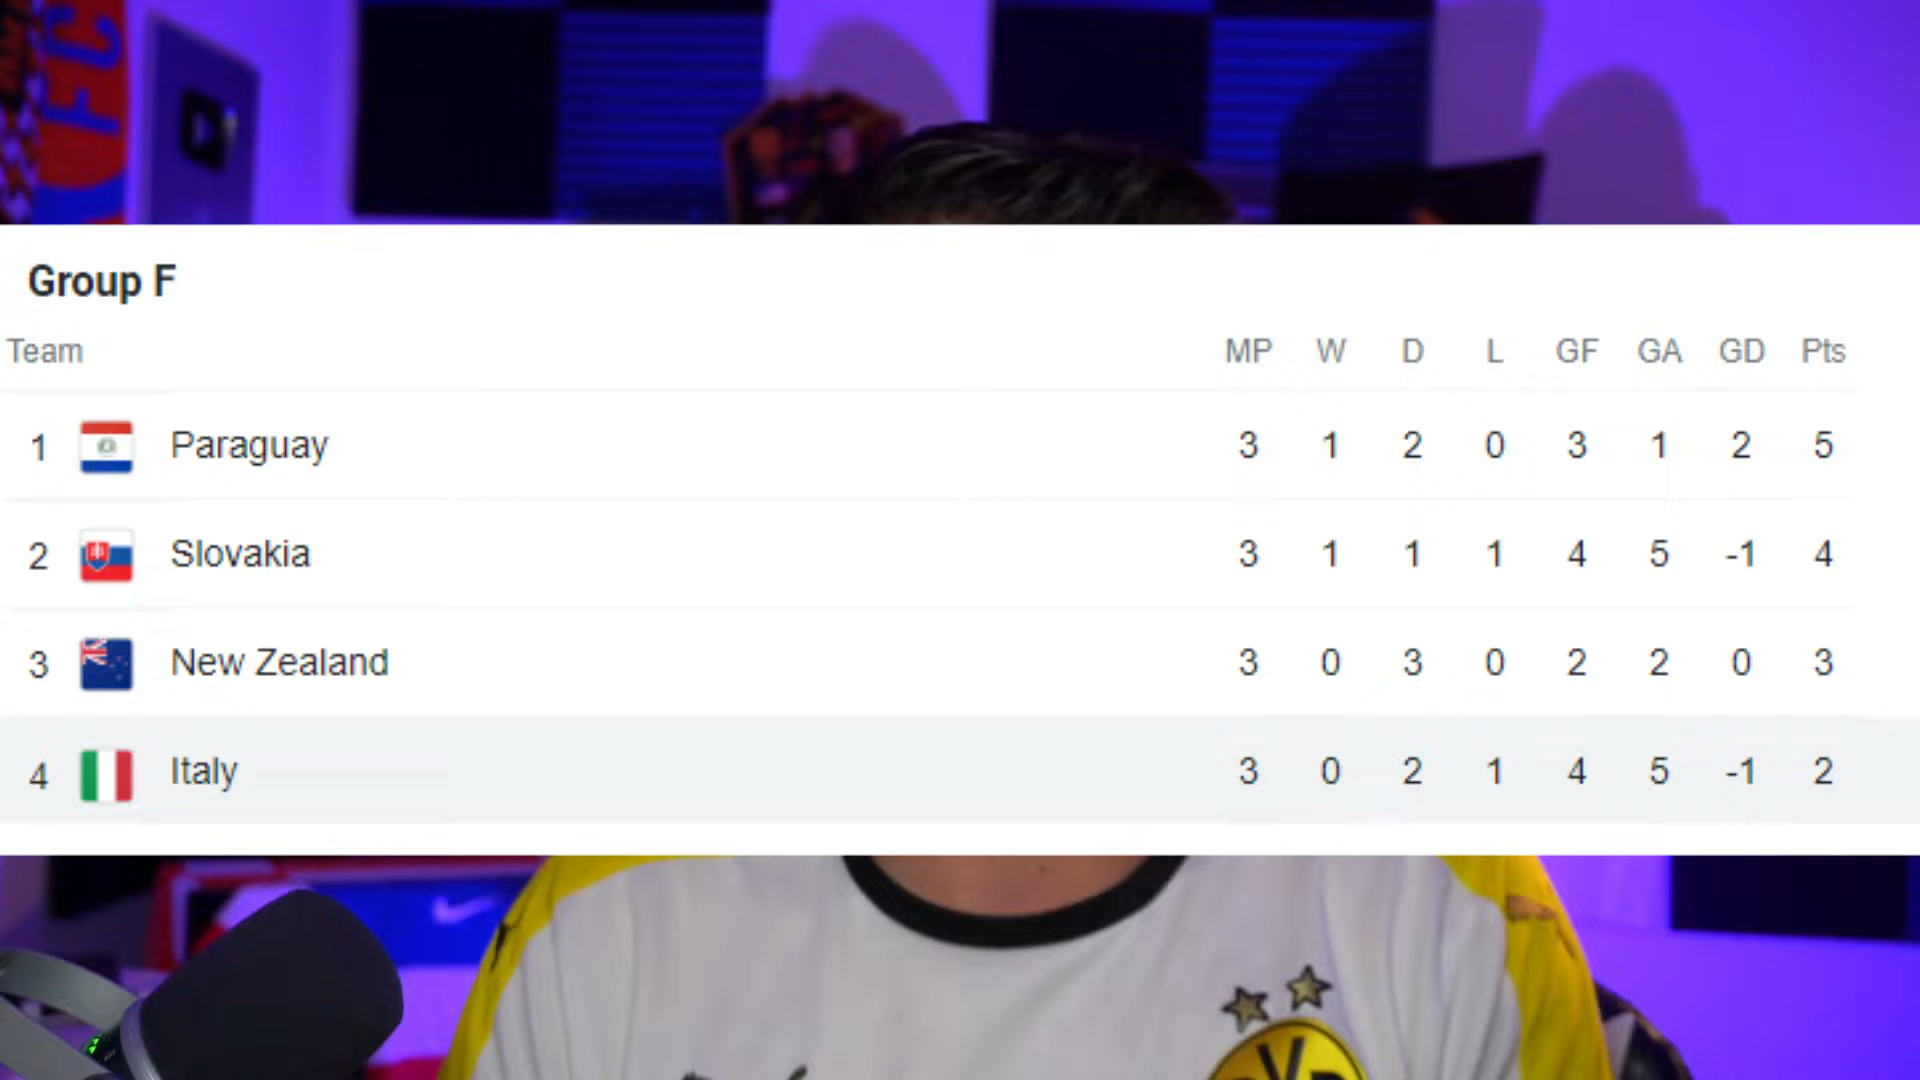 FC
Group F
Team MP W D L GF GA GD Pts
1 Paraguay 3 1 2 0 3 1 2 5
2 Slovakia 3 1 1 1 4 5 -1 4
3 New Zealand 3 0 3 0 2 2 0 3
4 Italy 3 0 2 1 4 5 -1 2